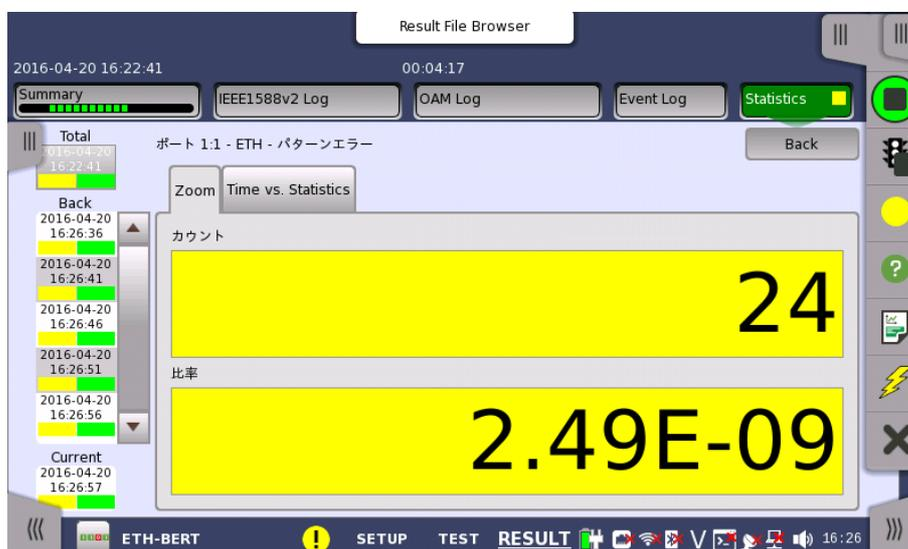 Result File Browser
2016-04-20 16:22:41
00:04:17
Summary
IEEE1588v2 Log
OAM Log
Event Log
Statistics
Total
2016-04-20
16:22:41
ポート 1:1 - ETH - パターンエラー
Back
Zoom
Time vs. Statistics
Back
2016-04-20
16:26:36
2016-04-20
16:26:41
2016-04-20
16:26:46
2016-04-20
16:26:51
2016-04-20
16:26:56
Current
2016-04-20
16:26:57
カウント
24
比率
2.49E-09
ETH-BERT
SETUP
TEST
RESULT
16:26